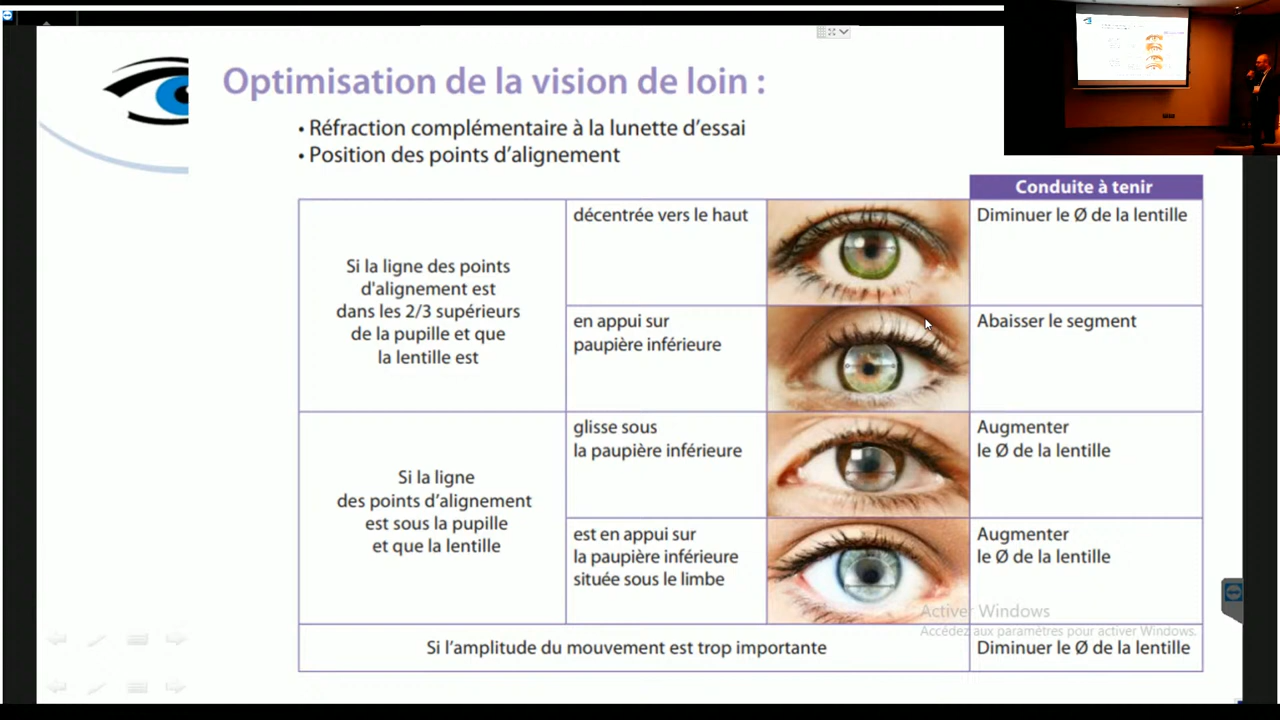 Optimisation de la vision de loin :
• Réfraction complémentaire à la lunette d'essai
• Position des points d'alignement
Conduite à tenir
Si la ligne des points
d'alignement est
dans les 2/3 supérieurs
de la pupille et que
la lentille est
décentrée vers le haut
Diminuer le Ø de la lentille
en appui sur
paupière inférieure
Abaisser le segment
Si la ligne
des points d'alignement
est sous la pupille
et que la lentille
glisse sous
la paupière inférieure
Augmenter
le Ø de la lentille
est en appui sur
la paupière inférieure
située sous le limbe
Augmenter
le Ø de la lentille
Activer Windows
Accédez aux paramètres pour activer Windows.
Si l'amplitude du mouvement est trop importante
Diminuer le Ø de la lentille